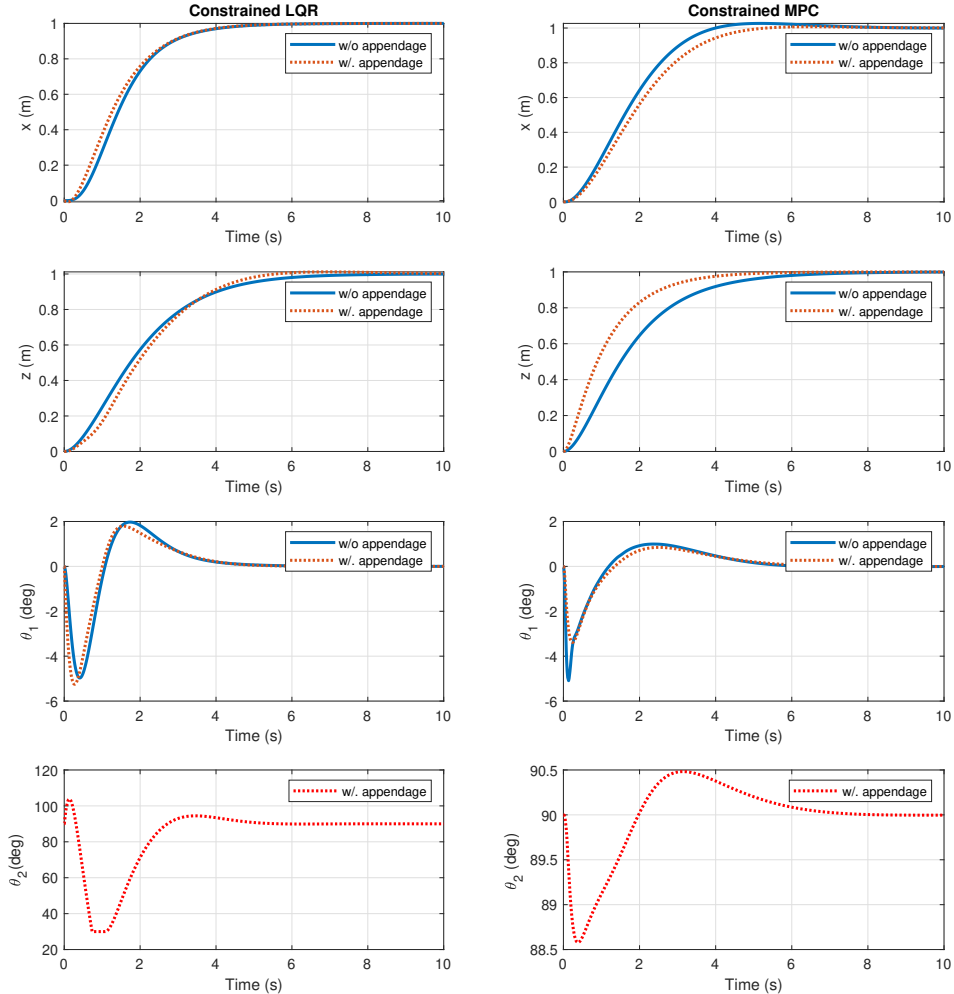 Constrained LQR
1
0.8
0.6
0.4
0.2
0
x (m)
w/o appendage
w/. appendage
0 2 4 6 8 10
Time (s)
Constrained MPC
1
0.8
0.6
0.4
0.2
0
x (m)
w/o appendage
w/. appendage
0 2 4 6 8 10
Time (s)
1
0.8
0.6
0.4
0.2
0
z (m)
w/o appendage
w/. appendage
0 2 4 6 8 10
Time (s)
1
0.8
0.6
0.4
0.2
0
z (m)
w/o appendage
w/. appendage
0 2 4 6 8 10
Time (s)
2
0
-2
-4
-6
θ1 (deg)
w/o appendage
w/. appendage
0 2 4 6 8 10
Time (s)
2
0
-2
-4
-6
θ1 (deg)
w/o appendage
w/. appendage
0 2 4 6 8 10
Time (s)
120
100
80
60
40
20
θ2(deg)
w/. appendage
0 2 4 6 8 10
Time (s)
90.5
90
89.5
89
88.5
θ2 (deg)
w/. appendage
0 2 4 6 8 10
Time (s)